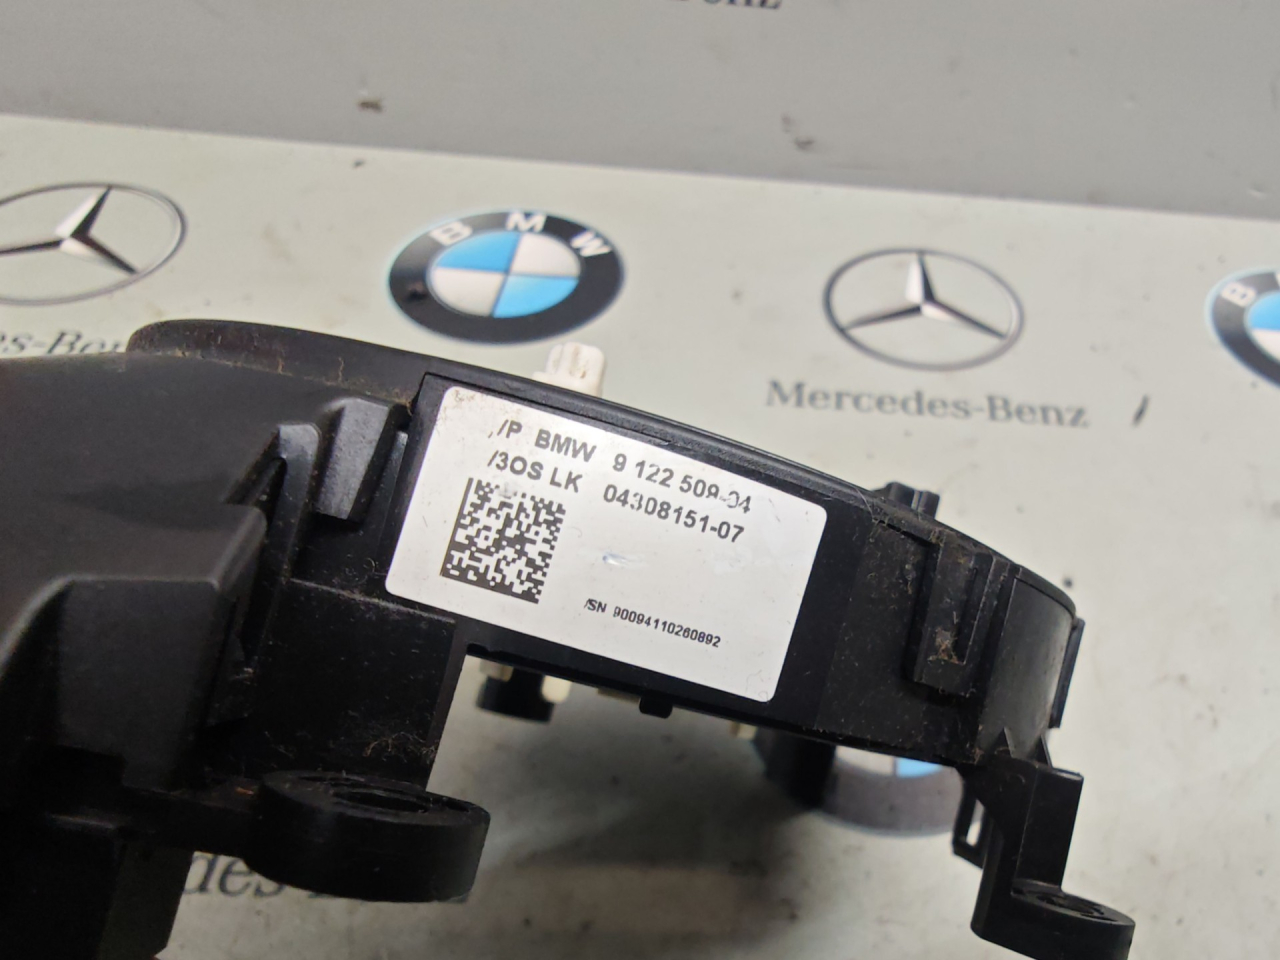 BMW
B
Mercedes-Benz
/P BMW 9 122 509-04
/3OS LK 04308151-07
/SN 90094110260892